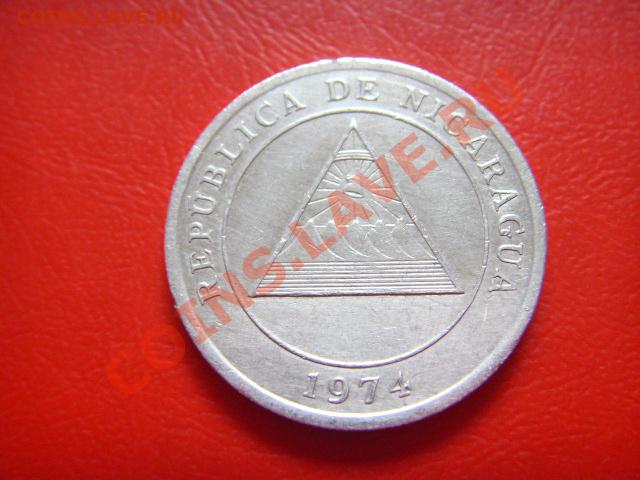 COINS.LAVE.RU
REPUBLICA DE NICARAGUA
1974
COINS.LAVE.RU